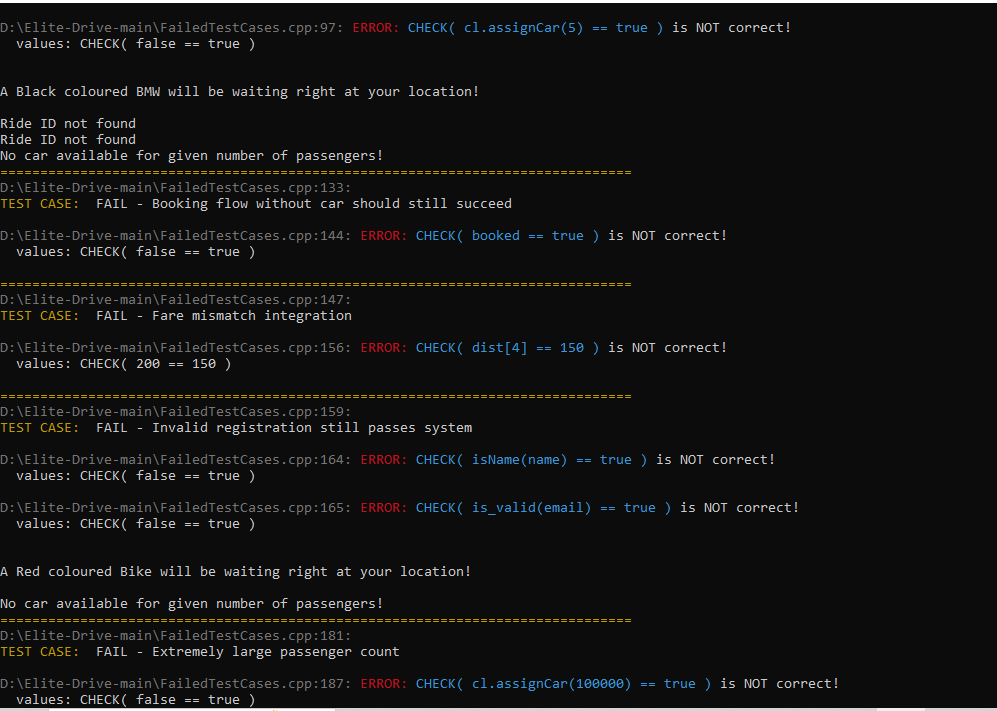 D:\Elite-Drive-main\FailedTestCases.cpp:97: ERROR: CHECK( cl.assignCar(5) == true ) is NOT correct!
  values: CHECK( false == true )
A Black coloured BMW will be waiting right at your location!
Ride ID not found
Ride ID not found
No car available for given number of passengers!
===============================================================================
D:\Elite-Drive-main\FailedTestCases.cpp:133:
TEST CASE:  FAIL - Booking flow without car should still succeed
D:\Elite-Drive-main\FailedTestCases.cpp:144: ERROR: CHECK( booked == true ) is NOT correct!
  values: CHECK( false == true )
===============================================================================
D:\Elite-Drive-main\FailedTestCases.cpp:147:
TEST CASE:  FAIL - Fare mismatch integration
D:\Elite-Drive-main\FailedTestCases.cpp:156: ERROR: CHECK( dist[4] == 150 ) is NOT correct!
  values: CHECK( 200 == 150 )
===============================================================================
D:\Elite-Drive-main\FailedTestCases.cpp:159:
TEST CASE:  FAIL - Invalid registration still passes system
D:\Elite-Drive-main\FailedTestCases.cpp:164: ERROR: CHECK( isName(name) == true ) is NOT correct!
  values: CHECK( false == true )
D:\Elite-Drive-main\FailedTestCases.cpp:165: ERROR: CHECK( is_valid(email) == true ) is NOT correct!
  values: CHECK( false == true )
A Red coloured Bike will be waiting right at your location!
No car available for given number of passengers!
===============================================================================
D:\Elite-Drive-main\FailedTestCases.cpp:181:
TEST CASE:  FAIL - Extremely large passenger count
D:\Elite-Drive-main\FailedTestCases.cpp:187: ERROR: CHECK( cl.assignCar(100000) == true ) is NOT correct!
  values: CHECK( false == true )